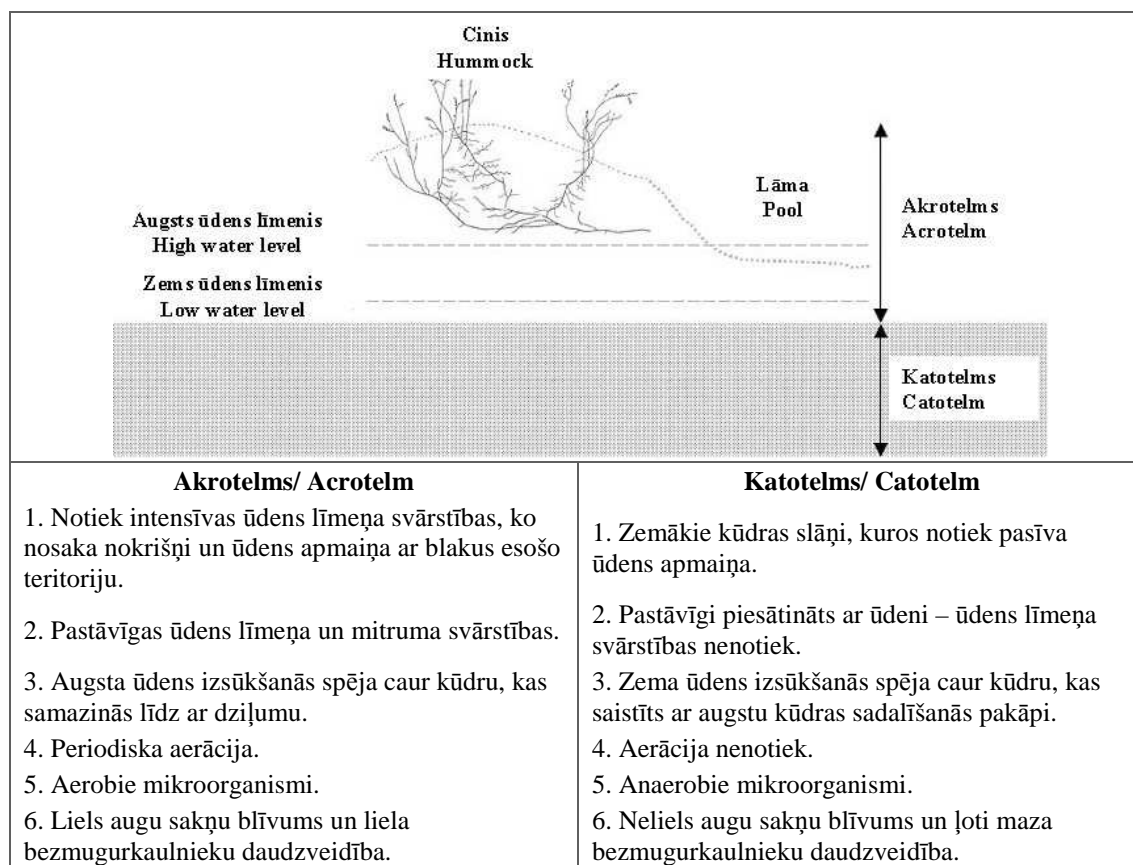 Cinis
Hummock
Lāma
Pool
Augsts ūdens līmenis
High water level
Akrotelms
Acrotelm
Zems ūdens līmenis
Low water level
Katotelms
Catotelm
Akrotelms/ Acrotelm
1. Notiek intensīvas ūdens līmeņa svārstības, ko
nosaka nokrišņi un ūdens apmaiņa ar blakus esošo
teritoriju.
2. Pastāvīgas ūdens līmeņa un mitruma svārstības.
3. Augsta ūdens izsūkšanās spēja caur kūdru, kas
samazinās līdz ar dziļumu.
4. Periodiska aerācija.
5. Aerobie mikroorganismi.
6. Liels augu sakņu blīvums un liela
bezmugurkaulnieku daudzveidība.
Katotelms/ Catotelm
1. Zemākie kūdras slāņi, kuros notiek pasīva
ūdens apmaiņa.
2. Pastāvīgi piesātināts ar ūdeni – ūdens līmeņa
svārstības nenotiek.
3. Zema ūdens izsūkšanās spēja caur kūdru, kas
saistīts ar augstu kūdras sadalīšanās pakāpi.
4. Aerācija nenotiek.
5. Anaerobie mikroorganismi.
6. Neliels augu sakņu blīvums un ļoti maza
bezmugurkaulnieku daudzveidība.